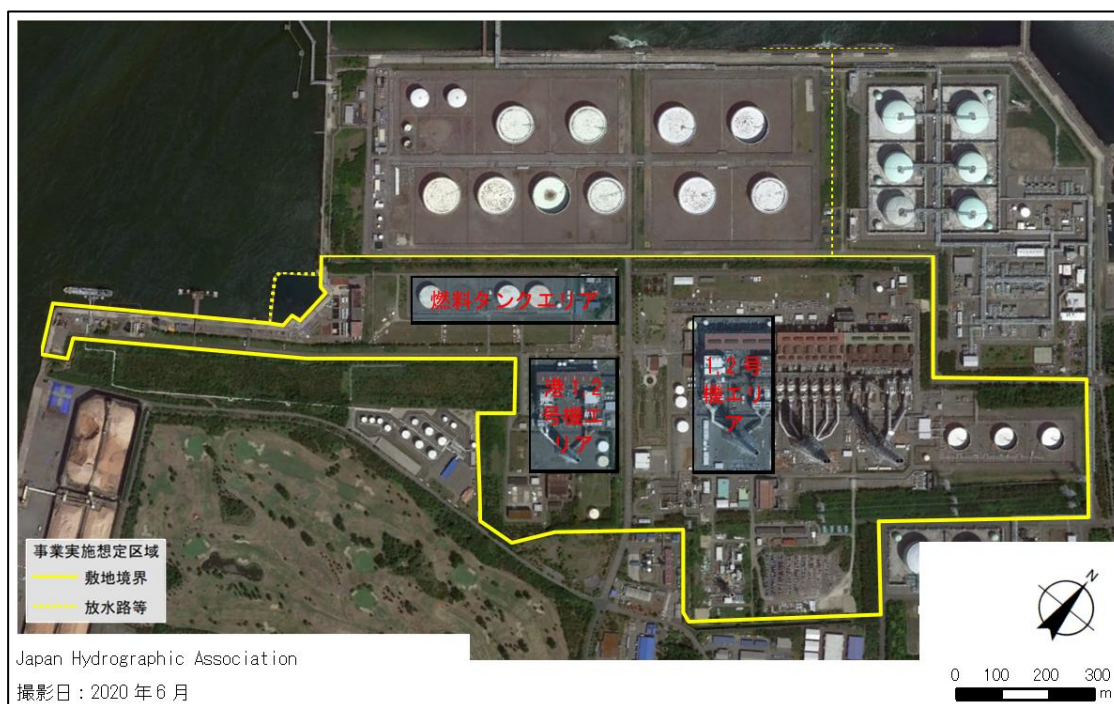 燃料タンクエリア
1,2号
機エリ
ア
港1,2
号機エ
リア
事業実施想定区域
敷地境界
放水路等
N
Japan Hydrographic Association
撮影日：2020年6月
0 100 200 300
m